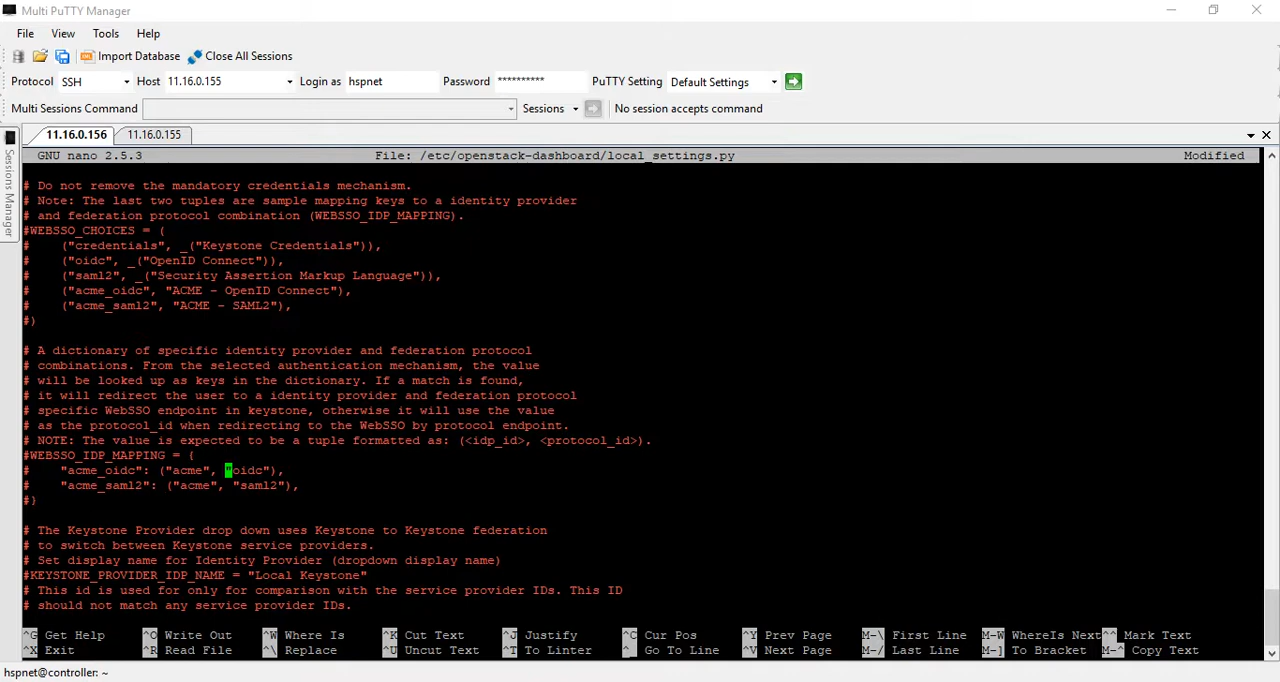 Multi PuTTY Manager
File View Tools Help
Import Database Close All Sessions
Protocol SSH Host 11.16.0.155 Login as hspnet Password ********** PuTTY Setting Default Settings
Multi Sessions Command Sessions No session accepts command
11.16.0.156 11.16.0.155
Sessions Manager
GNU nano 2.5.3 File: /etc/openstack-dashboard/local_settings.py Modified
# Do not remove the mandatory credentials mechanism.
# Note: The last two tuples are sample mapping keys to a identity provider
# and federation protocol combination (WEBSSO_IDP_MAPPING).
#WEBSSO_CHOICES = (
#    ("credentials", _("Keystone Credentials")),
#    ("oidc", _("OpenID Connect")),
#    ("saml2", _("Security Assertion Markup Language")),
#    ("acme_oidc", "ACME - OpenID Connect"),
#    ("acme_saml2", "ACME - SAML2"),
#)
# A dictionary of specific identity provider and federation protocol
# combinations. From the selected authentication mechanism, the value
# will be looked up as keys in the dictionary. If a match is found,
# it will redirect the user to a identity provider and federation protocol
# specific WebSSO endpoint in keystone, otherwise it will use the value
# as the protocol_id when redirecting to the WebSSO by protocol endpoint.
# NOTE: The value is expected to be a tuple formatted as: (<idp_id>, <protocol_id>).
#WEBSSO_IDP_MAPPING = {
#    "acme_oidc": ("acme", "oidc"),
#    "acme_saml2": ("acme", "saml2"),
#}
# The Keystone Provider drop down uses Keystone to Keystone federation
# to switch between Keystone service providers.
# Set display name for Identity Provider (dropdown display name)
#KEYSTONE_PROVIDER_IDP_NAME = "Local Keystone"
# This id is used for only for comparison with the service provider IDs. This ID
# should not match any service provider IDs.
^G Get Help ^O Write Out ^W Where Is ^K Cut Text ^J Justify ^C Cur Pos ^Y Prev Page M-\ First Line M-W WhereIs Next ^^ Mark Text
^X Exit ^R Read File ^\ Replace ^U Uncut Text ^T To Linter ^_ Go To Line ^V Next Page M-/ Last Line M-] To Bracket M-^ Copy Text
hspnet@controller: ~